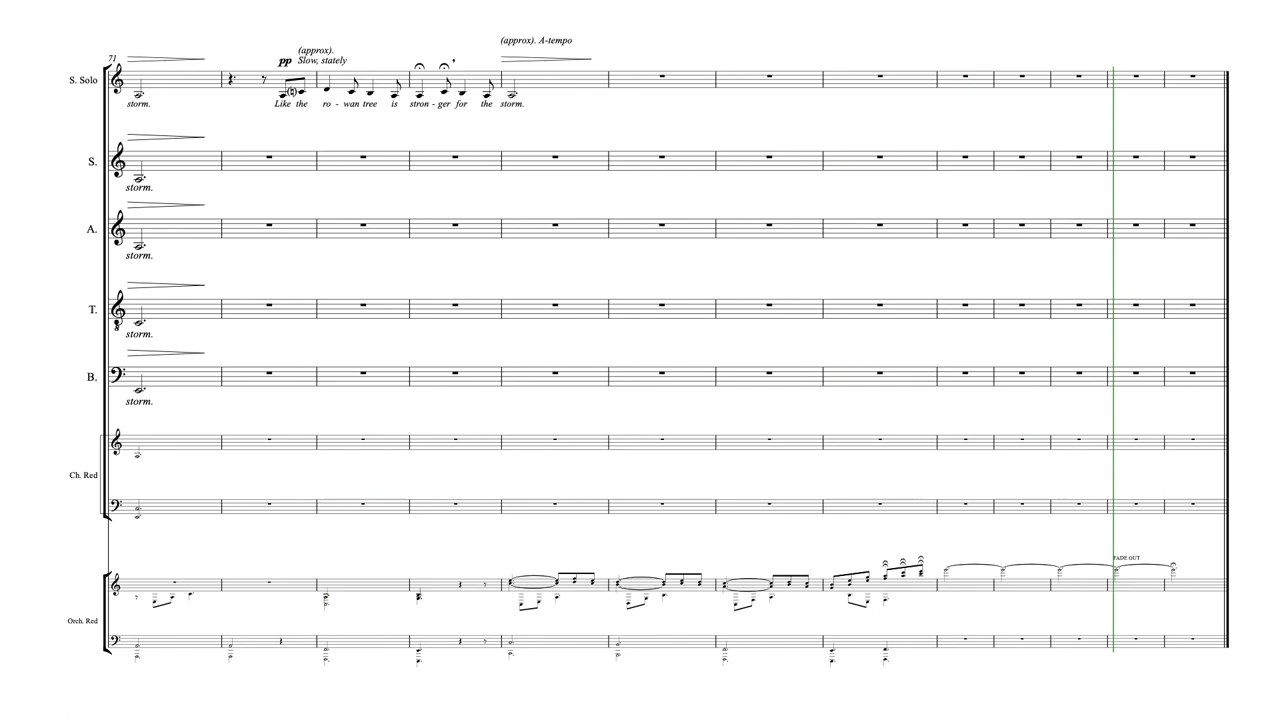 (approx). A-tempo
(approx).
71
pp Slow, stately
S. Solo
storm. Like the ro - wan tree is stron - ger for the storm.
S.
storm.
A.
storm.
T.
8
storm.
B.
storm.
Ch. Red
FADE OUT
Orch. Red